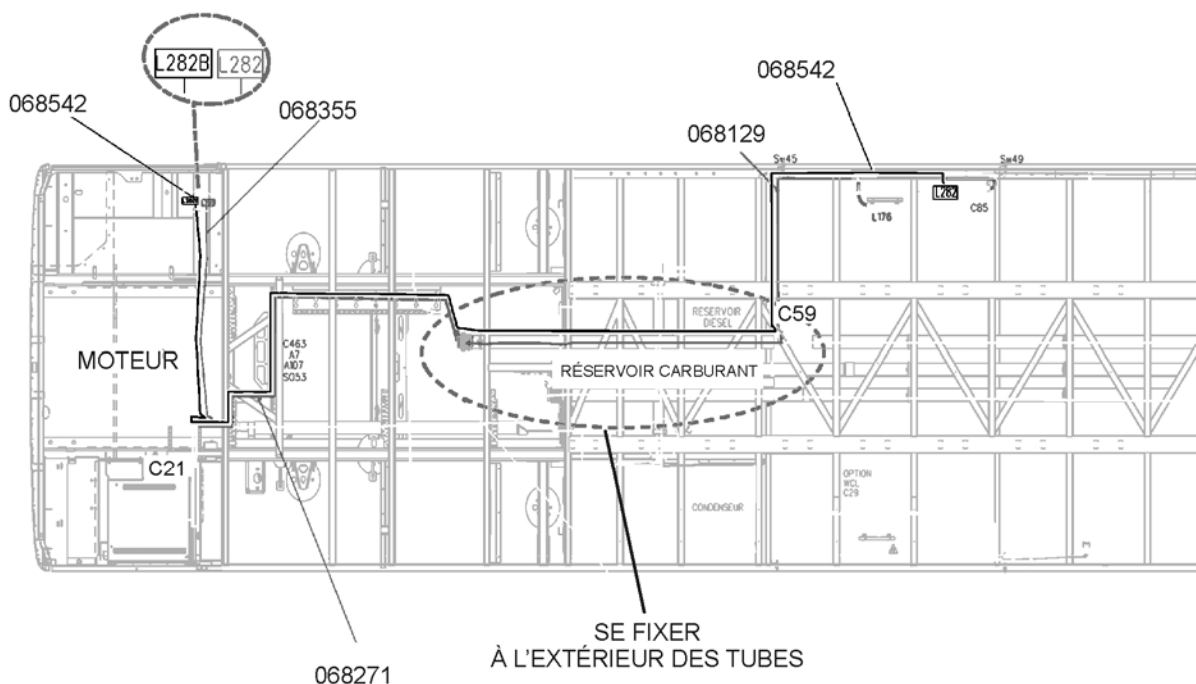 L282B L282
068542
068355
068542
068129
Sw45
Sw49
L282
L176
C85
RESERVOIR
DIESEL
C59
MOTEUR
C463
A7
A107
S053
RÉSERVOIR CARBURANT
C21
OPTION
WCL
C29
CONDENSEUR
SE FIXER
À L'EXTÉRIEUR DES TUBES
068271